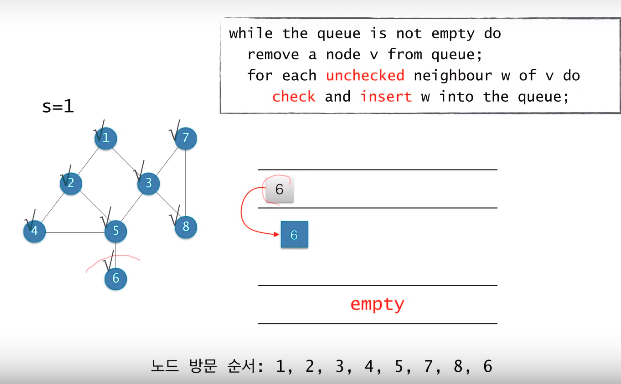 while the queue is not empty do
remove a node v from queue;
for each unchecked neighbour w of v do
check and insert w into the queue;
s=1
1
7
2
3
4
5
8
6
6
6
empty
노드 방문 순서: 1, 2, 3, 4, 5, 7, 8, 6